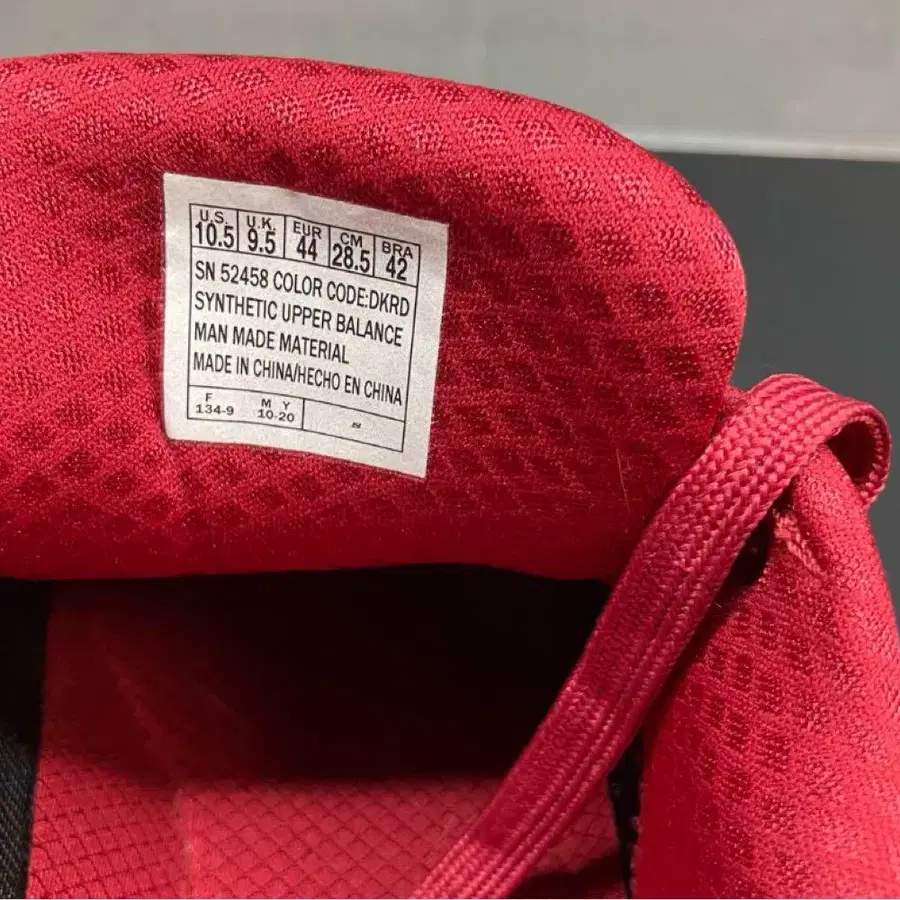 U.S. U.K. EUR CM BRA
10.5 9.5 44 28.5 42
SN 52458 COLOR CODE:DKRD
SYNTHETIC UPPER BALANCE
MAN MADE MATERIAL
MADE IN CHINA/HECHO EN CHINA
F M Y
134-9 10-20